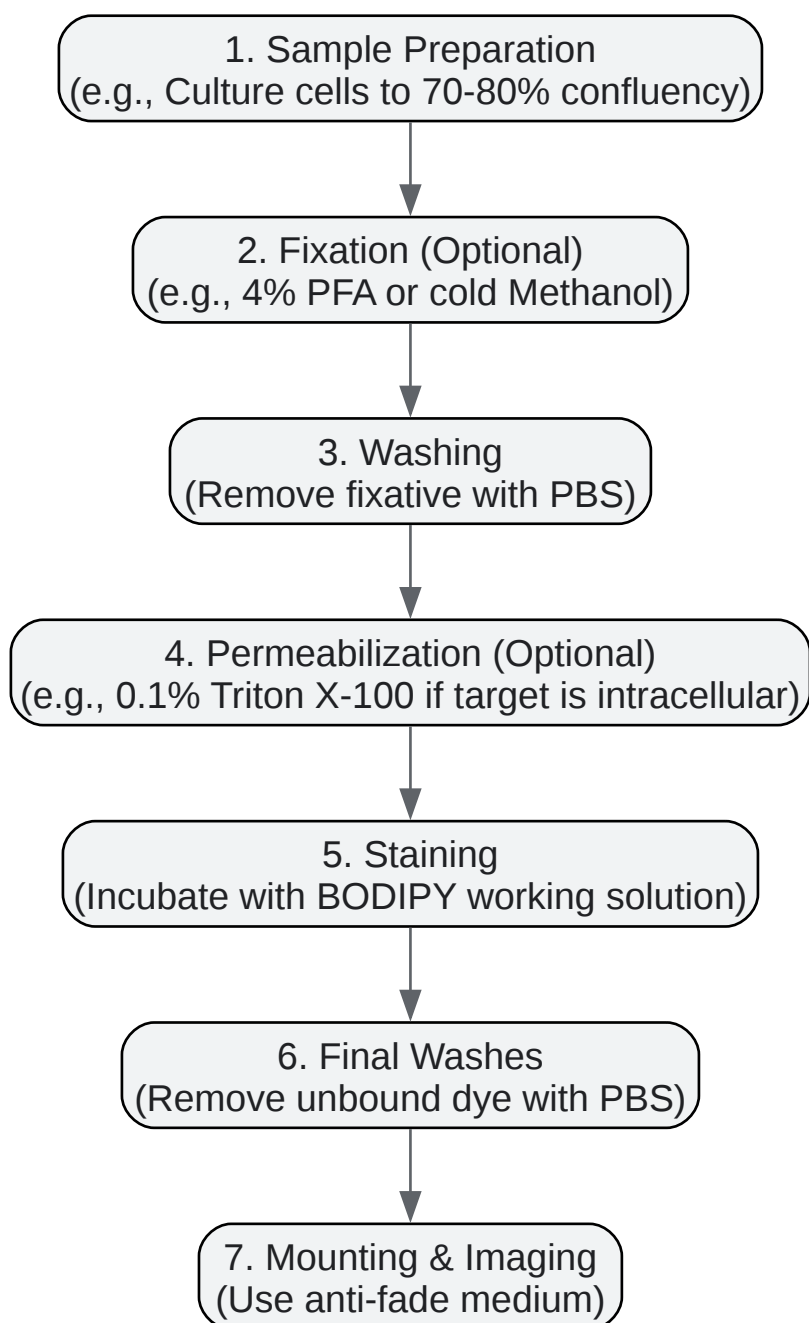 1. Sample Preparation
(e.g., Culture cells to 70-80% confluency)
2. Fixation (Optional)
(e.g., 4% PFA or cold Methanol)
3. Washing
(Remove fixative with PBS)
4. Permeabilization (Optional)
(e.g., 0.1% Triton X-100 if target is intracellular)
5. Staining
(Incubate with BODIPY working solution)
6. Final Washes
(Remove unbound dye with PBS)
7. Mounting & Imaging
(Use anti-fade medium)